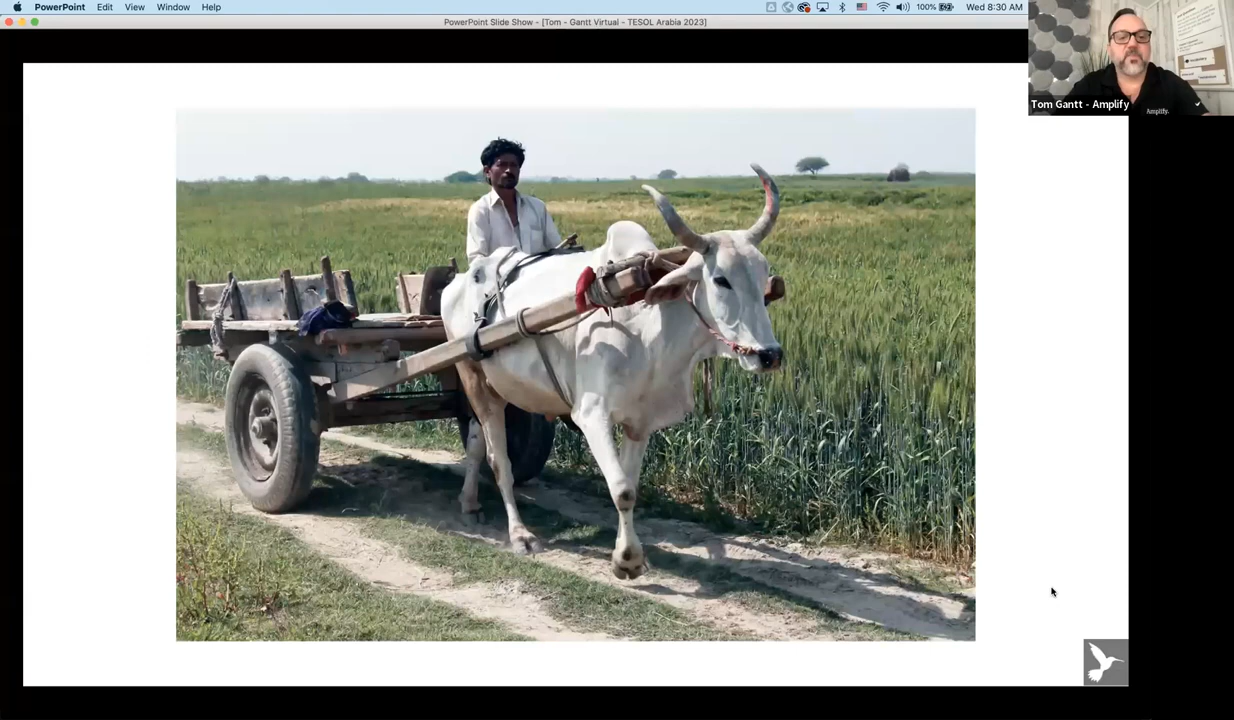 PowerPoint Edit View Window Help 100% Wed 8:30 AM
PowerPoint Slide Show - [Tom - Gantt Virtual - TESOL Arabia 2023]
Tom Gantt - Amplify
Amplify.